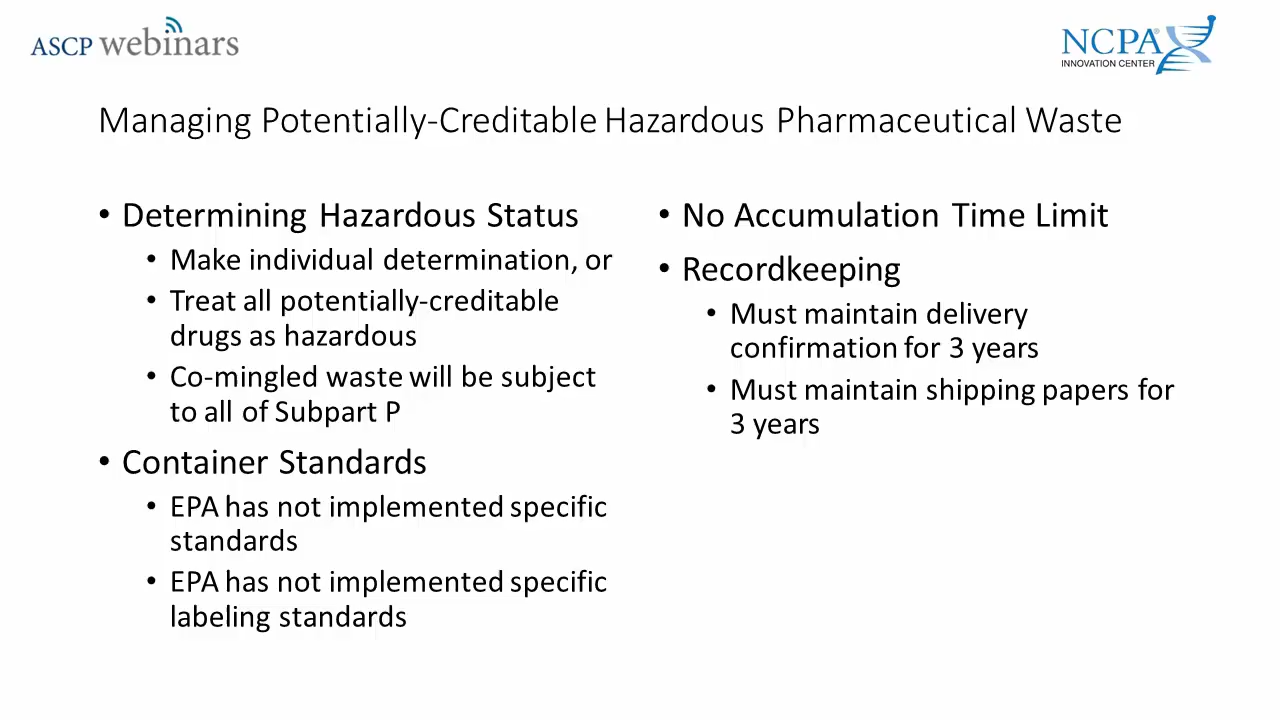 ASCP webinars
NCPA
INNOVATION CENTER
Managing Potentially-Creditable Hazardous Pharmaceutical Waste
• Determining Hazardous Status
• Make individual determination, or
• Treat all potentially-creditable
drugs as hazardous
• Co-mingled waste will be subject
to all of Subpart P
• Container Standards
• EPA has not implemented specific
standards
• EPA has not implemented specific
labeling standards
• No Accumulation Time Limit
• Recordkeeping
• Must maintain delivery
confirmation for 3 years
• Must maintain shipping papers for
3 years